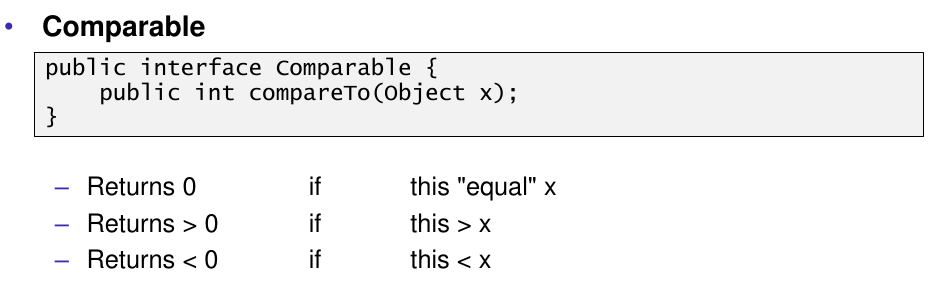 • Comparable
public interface Comparable {
    public int compareTo(Object x);
}
– Returns 0 if this "equal" x
– Returns > 0 if this > x
– Returns < 0 if this < x